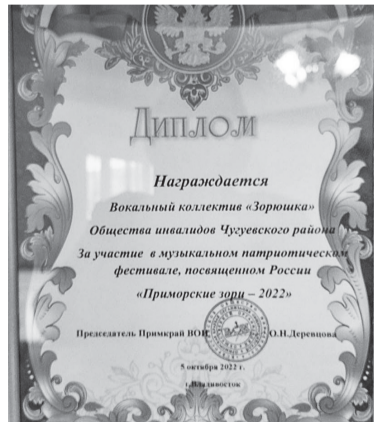 Диплом
Награждается
Вокальный коллектив «Зорюшка»
Общества инвалидов Чугуевского района
За участие в музыкальном патриотическом
фестивале, посвященном России
«Приморские зори – 2022»
Председатель Примкрай ВОИ О.Н.Деревцова
5 октября 2022 г.
г.Владивосток